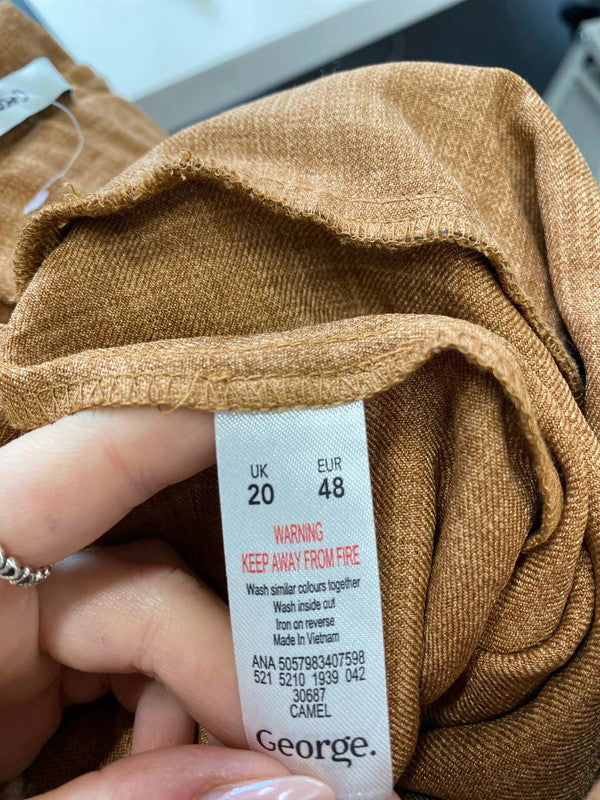 UK EUR
20 48
WARNING
KEEP AWAY FROM FIRE
Wash similar colours together
Wash inside out
Iron on reverse
Made In Vietnam
ANA 5057983407598
521 5210 1939 042
30687
CAMEL
George.